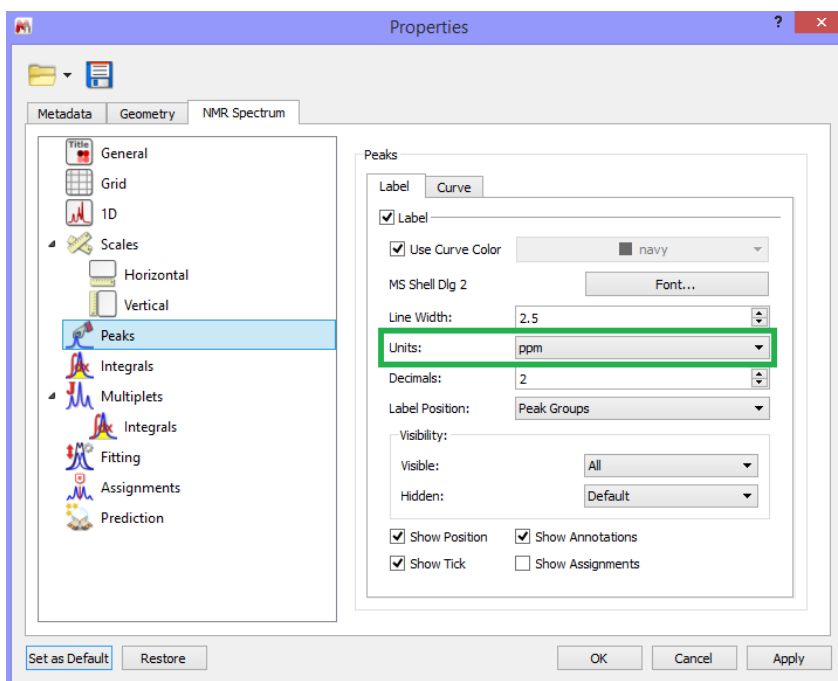 Properties
?
Metadata
Geometry
NMR Spectrum
Title
General
Grid
1D
Scales
Horizontal
Vertical
Peaks
Integrals
Multiplets
Integrals
Fitting
Assignments
Prediction
Peaks
Label
Curve
Label
Use Curve Color
navy
MS Shell Dlg 2
Font...
Line Width:
2.5
Units:
ppm
Decimals:
2
Label Position:
Peak Groups
Visibility:
Visible:
All
Hidden:
Default
Show Position
Show Annotations
Show Tick
Show Assignments
Set as Default
Restore
OK
Cancel
Apply